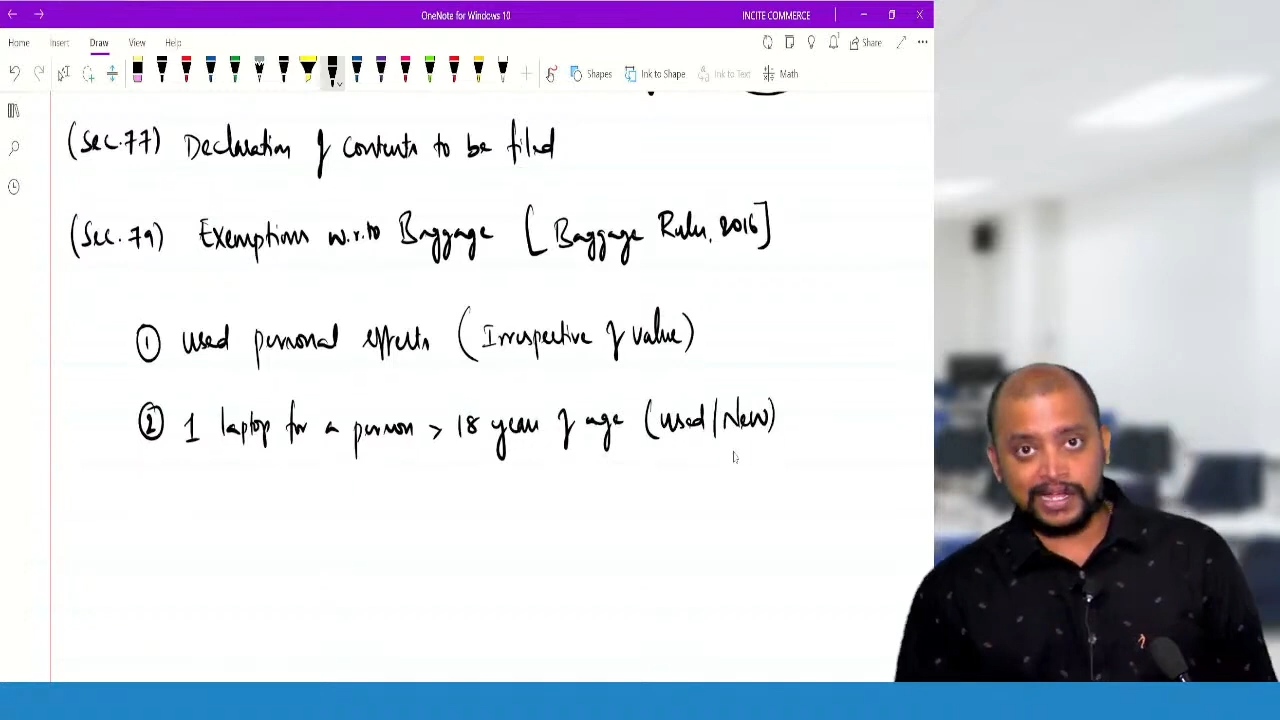 OneNote for Windows 10
INCITE COMMERCE
Home Insert Draw View Help
Share
Shapes
Ink to Shape
Ink to Text
Math
(Sec.77) Declaration of contents to be filed
(Sec.79) Exemptions w.r.to Baggage [Baggage Rules, 2016]
① used personal effects (Irrespective of value)
② 1 laptop for a person > 18 years of age (used/New)